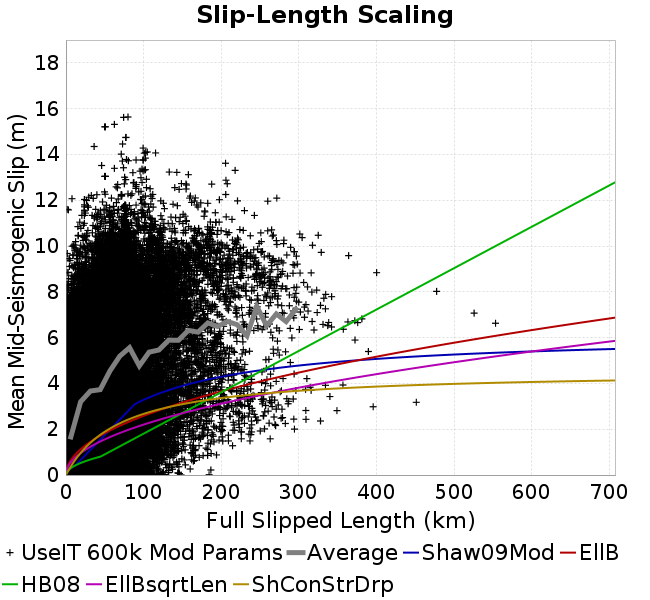 Slip-Length Scaling
Mean Mid-Seismogenic Slip (m)
18
16
14
12
10
8
6
4
2
0
0 100 200 300 400 500 600 700
Full Slipped Length (km)
UseIT 600k Mod Params Average Shaw09Mod EllB
HB08 EllBsqrtLen ShConStrDrp